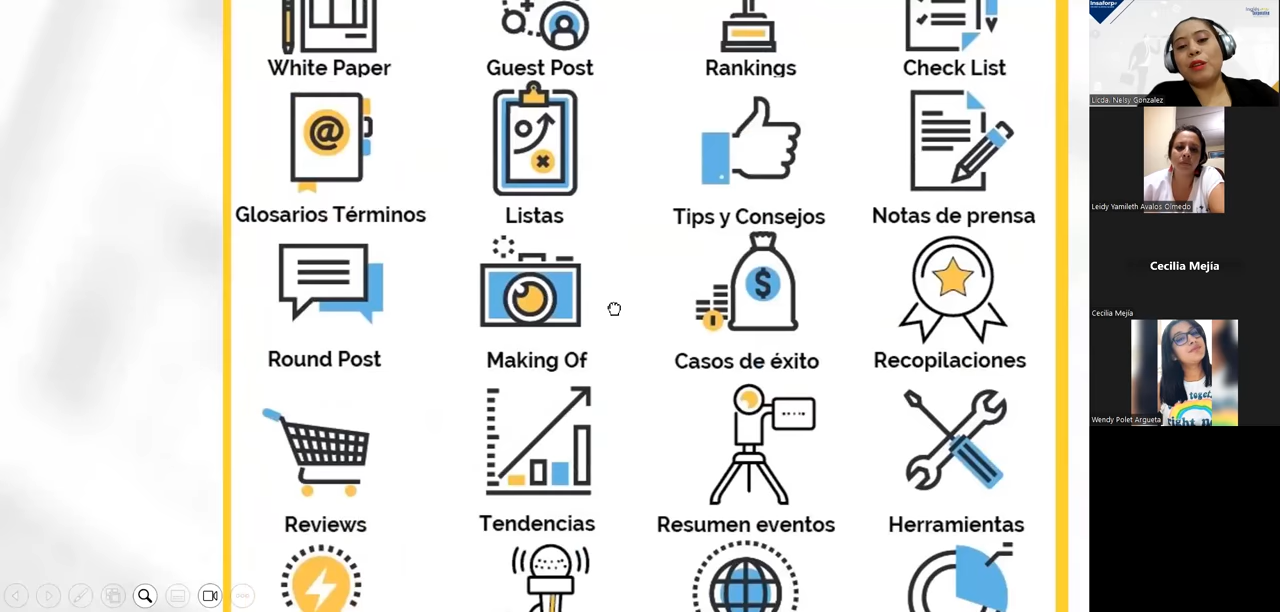 White Paper
Guest Post
Rankings
Check List
Glosarios Términos
Listas
Tips y Consejos
Notas de prensa
Round Post
Making Of
Casos de éxito
Recopilaciones
Reviews
Tendencias
Resumen eventos
Herramientas
Insaforp
Licda. Neisy Gonzalez
Leidy Yamileth Avalos Olmedo
Cecilia Mejía
Cecilia Mejía
Wendy Polet Argueta